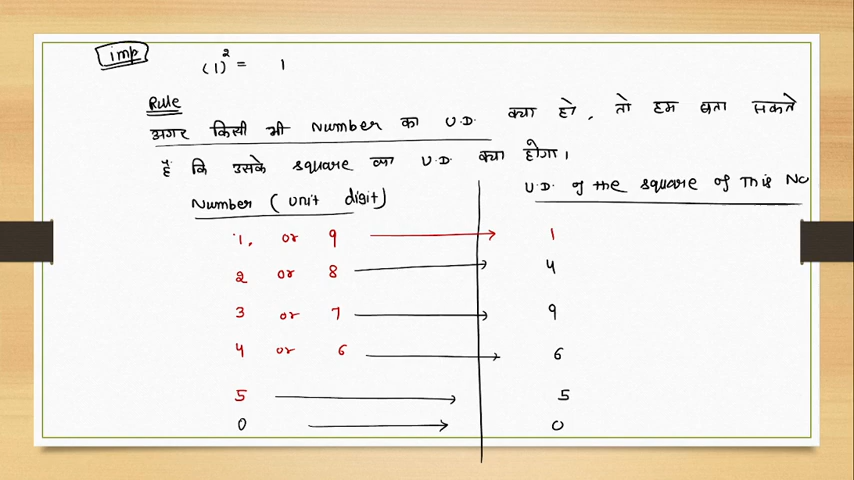 imp
(1)² = 1
Rule
अगर किसी भी Number का U.D. क्या हो, तो हम बता सकते
है कि उसके square का U.D. क्या होगा।
Number (unit digit) U.D. of the square of This No
1, or 9 → 1
2 or 8 → 4
3 or 7 → 9
4 or 6 → 6
5 → 5
0 → 0